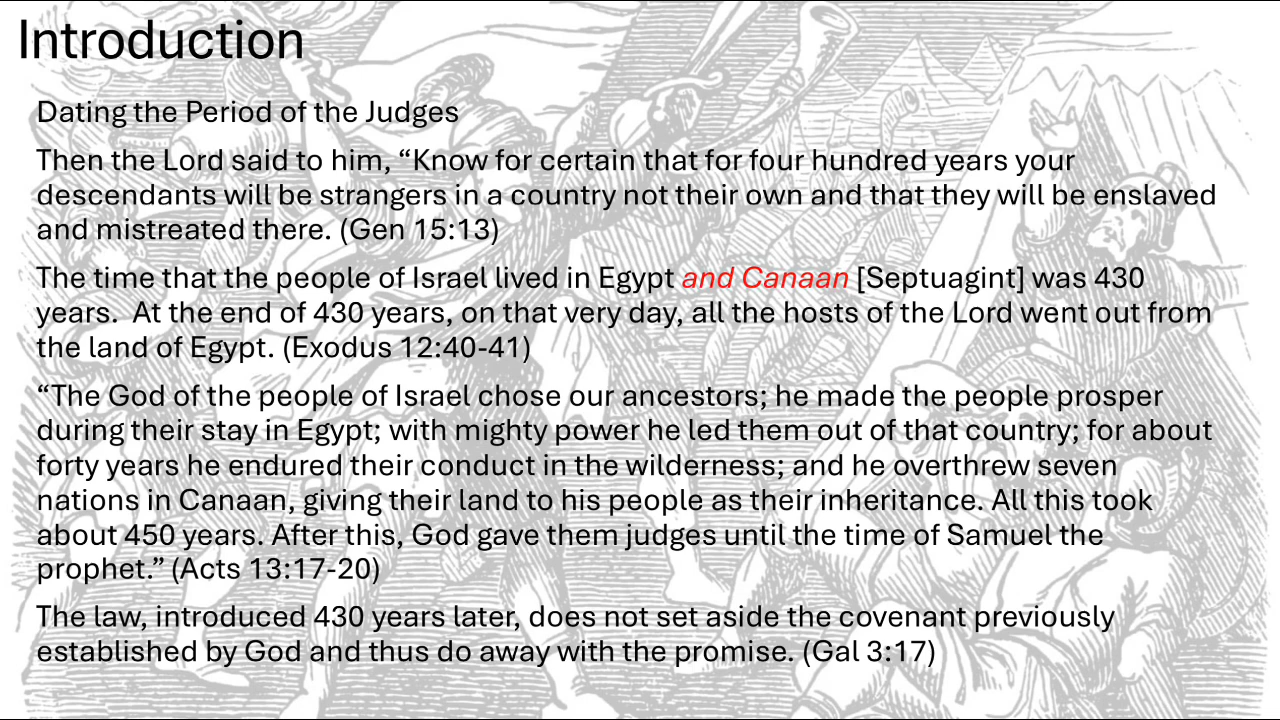 Introduction
Dating the Period of the Judges
Then the Lord said to him, “Know for certain that for four hundred years your
descendants will be strangers in a country not their own and that they will be enslaved
and mistreated there. (Gen 15:13)
The time that the people of Israel lived in Egypt and Canaan [Septuagint] was 430
years.  At the end of 430 years, on that very day, all the hosts of the Lord went out from
the land of Egypt. (Exodus 12:40-41)
“The God of the people of Israel chose our ancestors; he made the people prosper
during their stay in Egypt; with mighty power he led them out of that country; for about
forty years he endured their conduct in the wilderness; and he overthrew seven
nations in Canaan, giving their land to his people as their inheritance. All this took
about 450 years. After this, God gave them judges until the time of Samuel the
prophet.” (Acts 13:17-20)
The law, introduced 430 years later, does not set aside the covenant previously
established by God and thus do away with the promise. (Gal 3:17)